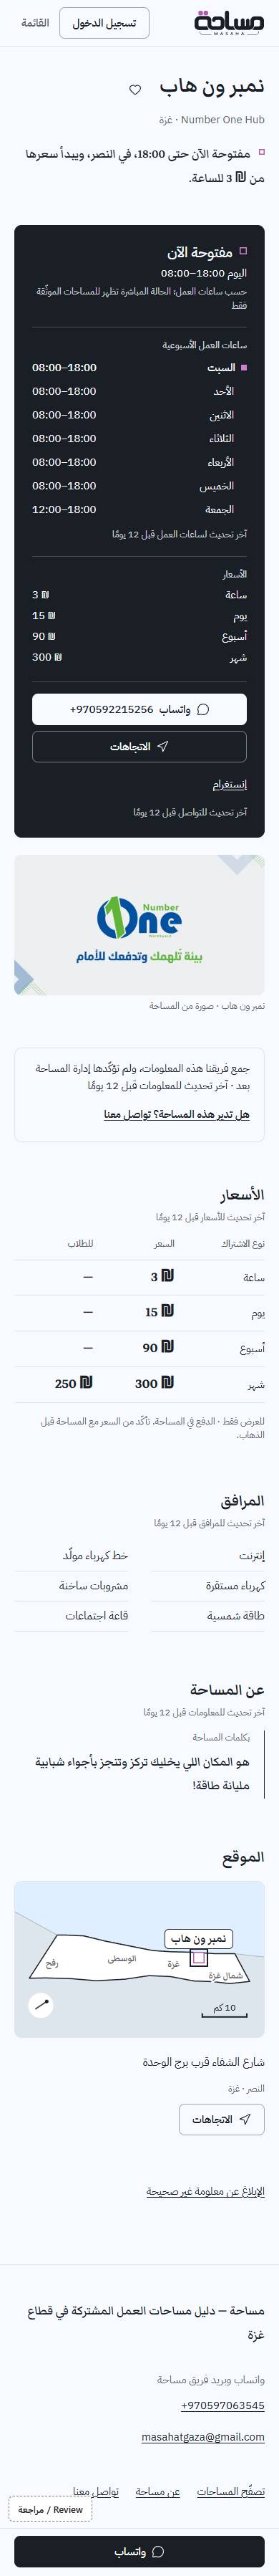 مساحة
MASAHA
تسجيل الدخول
القائمة
نمبر ون هاب
Number One Hub · غزة
مفتوحة الآن حتى 18:00، في النصر، ويبدأ سعرها
من ₪ 3 للساعة.
مفتوحة الآن
اليوم 08:00–18:00
حسب ساعات العمل؛ الحالة المباشرة تظهر للمساحات الموثّقة
فقط
ساعات العمل الأسبوعية
السبت 08:00–18:00
الأحد 08:00–18:00
الاثنين 08:00–18:00
الثلاثاء 08:00–18:00
الأربعاء 08:00–18:00
الخميس 08:00–18:00
الجمعة 12:00–18:00
آخر تحديث لساعات العمل قبل 12 يومًا
الأسعار
ساعة ₪ 3
يوم ₪ 15
أسبوع ₪ 90
شهر ₪ 300
واتساب +970592215256
الاتجاهات
إنستغرام
آخر تحديث للتواصل قبل 12 يومًا
Number
One
بيئة تلهمك وتدفعك للأمام
نمبر ون هاب · صورة من المساحة
جمع فريقنا هذه المعلومات، ولم تؤكّدها إدارة المساحة
بعد · آخر تحديث للمعلومات قبل 12 يومًا
هل تدير هذه المساحة؟ تواصل معنا
الأسعار
آخر تحديث للأسعار قبل 12 يومًا
نوع الاشتراك السعر للطلاب
ساعة ₪ 3 —
يوم ₪ 15 —
أسبوع ₪ 90 —
شهر ₪ 300 ₪ 250
للعرض فقط · الدفع في المساحة. تأكّد من السعر مع المساحة قبل
الذهاب.
المرافق
آخر تحديث للمرافق قبل 12 يومًا
إنترنت خط كهرباء مولّد
كهرباء مستقرة مشروبات ساخنة
طاقة شمسية قاعة اجتماعات
عن المساحة
آخر تحديث للمعلومات قبل 12 يومًا
بكلمات المساحة
هو المكان اللي يخليك تركز وتنجز بأجواء شبابية
مليانة طاقة!
الموقع
نمبر ون هاب
شمال غزة
غزة
الوسطى
رفح
10 كم
شارع الشفاء قرب برج الوحدة
النصر · غزة
الاتجاهات
الإبلاغ عن معلومة غير صحيحة
مساحة — دليل مساحات العمل المشتركة في قطاع
غزة
واتساب وبريد فريق مساحة
+970597063545
masahatgaza@gmail.com
تصفّح المساحات عن مساحة تواصل معنا
مراجعة / Review
واتساب